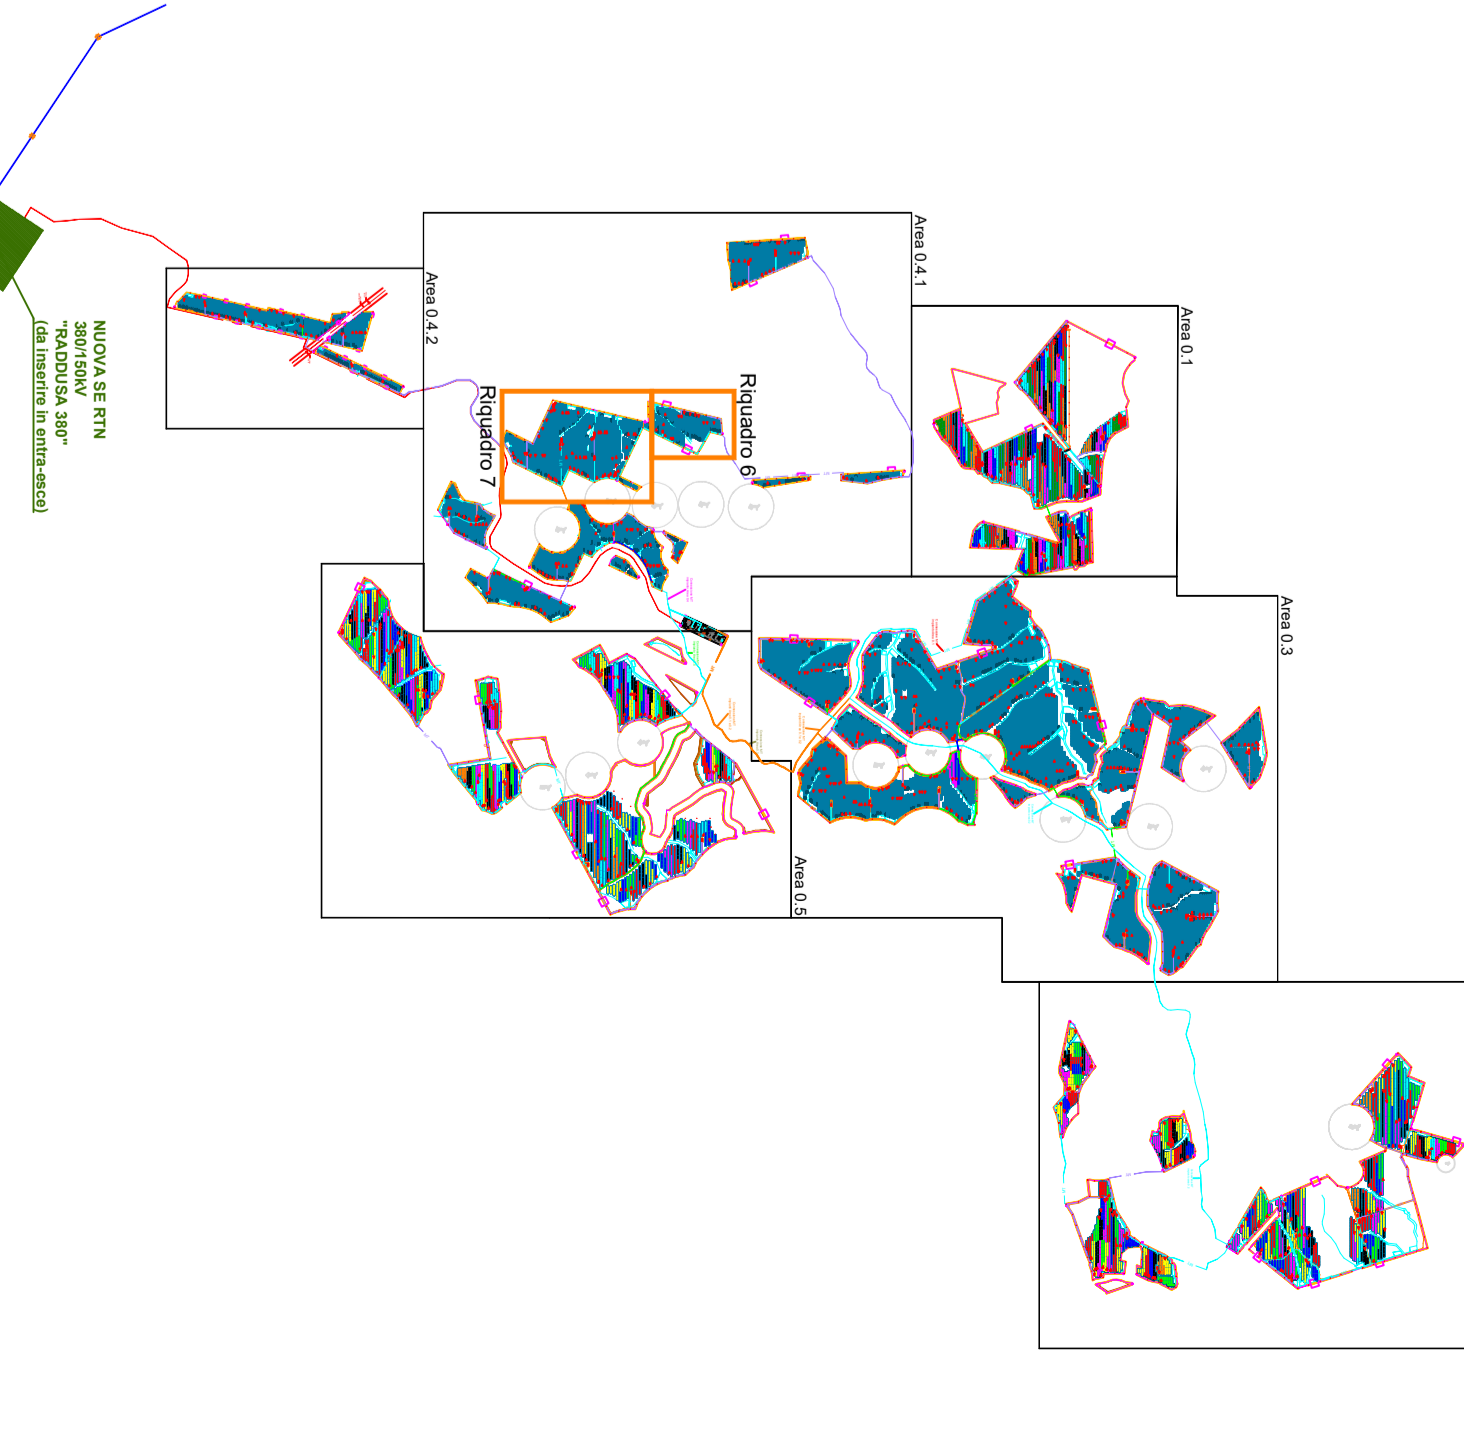 NUOVA SE RTN
380/150kV
"RADDUSA 380"
(da inserire in entra-esce)
Area 0.4.2
Area 0.4.1
Area 0.1
Riquadro 7
Riquadro 6
Area 0.3
Area 0.5